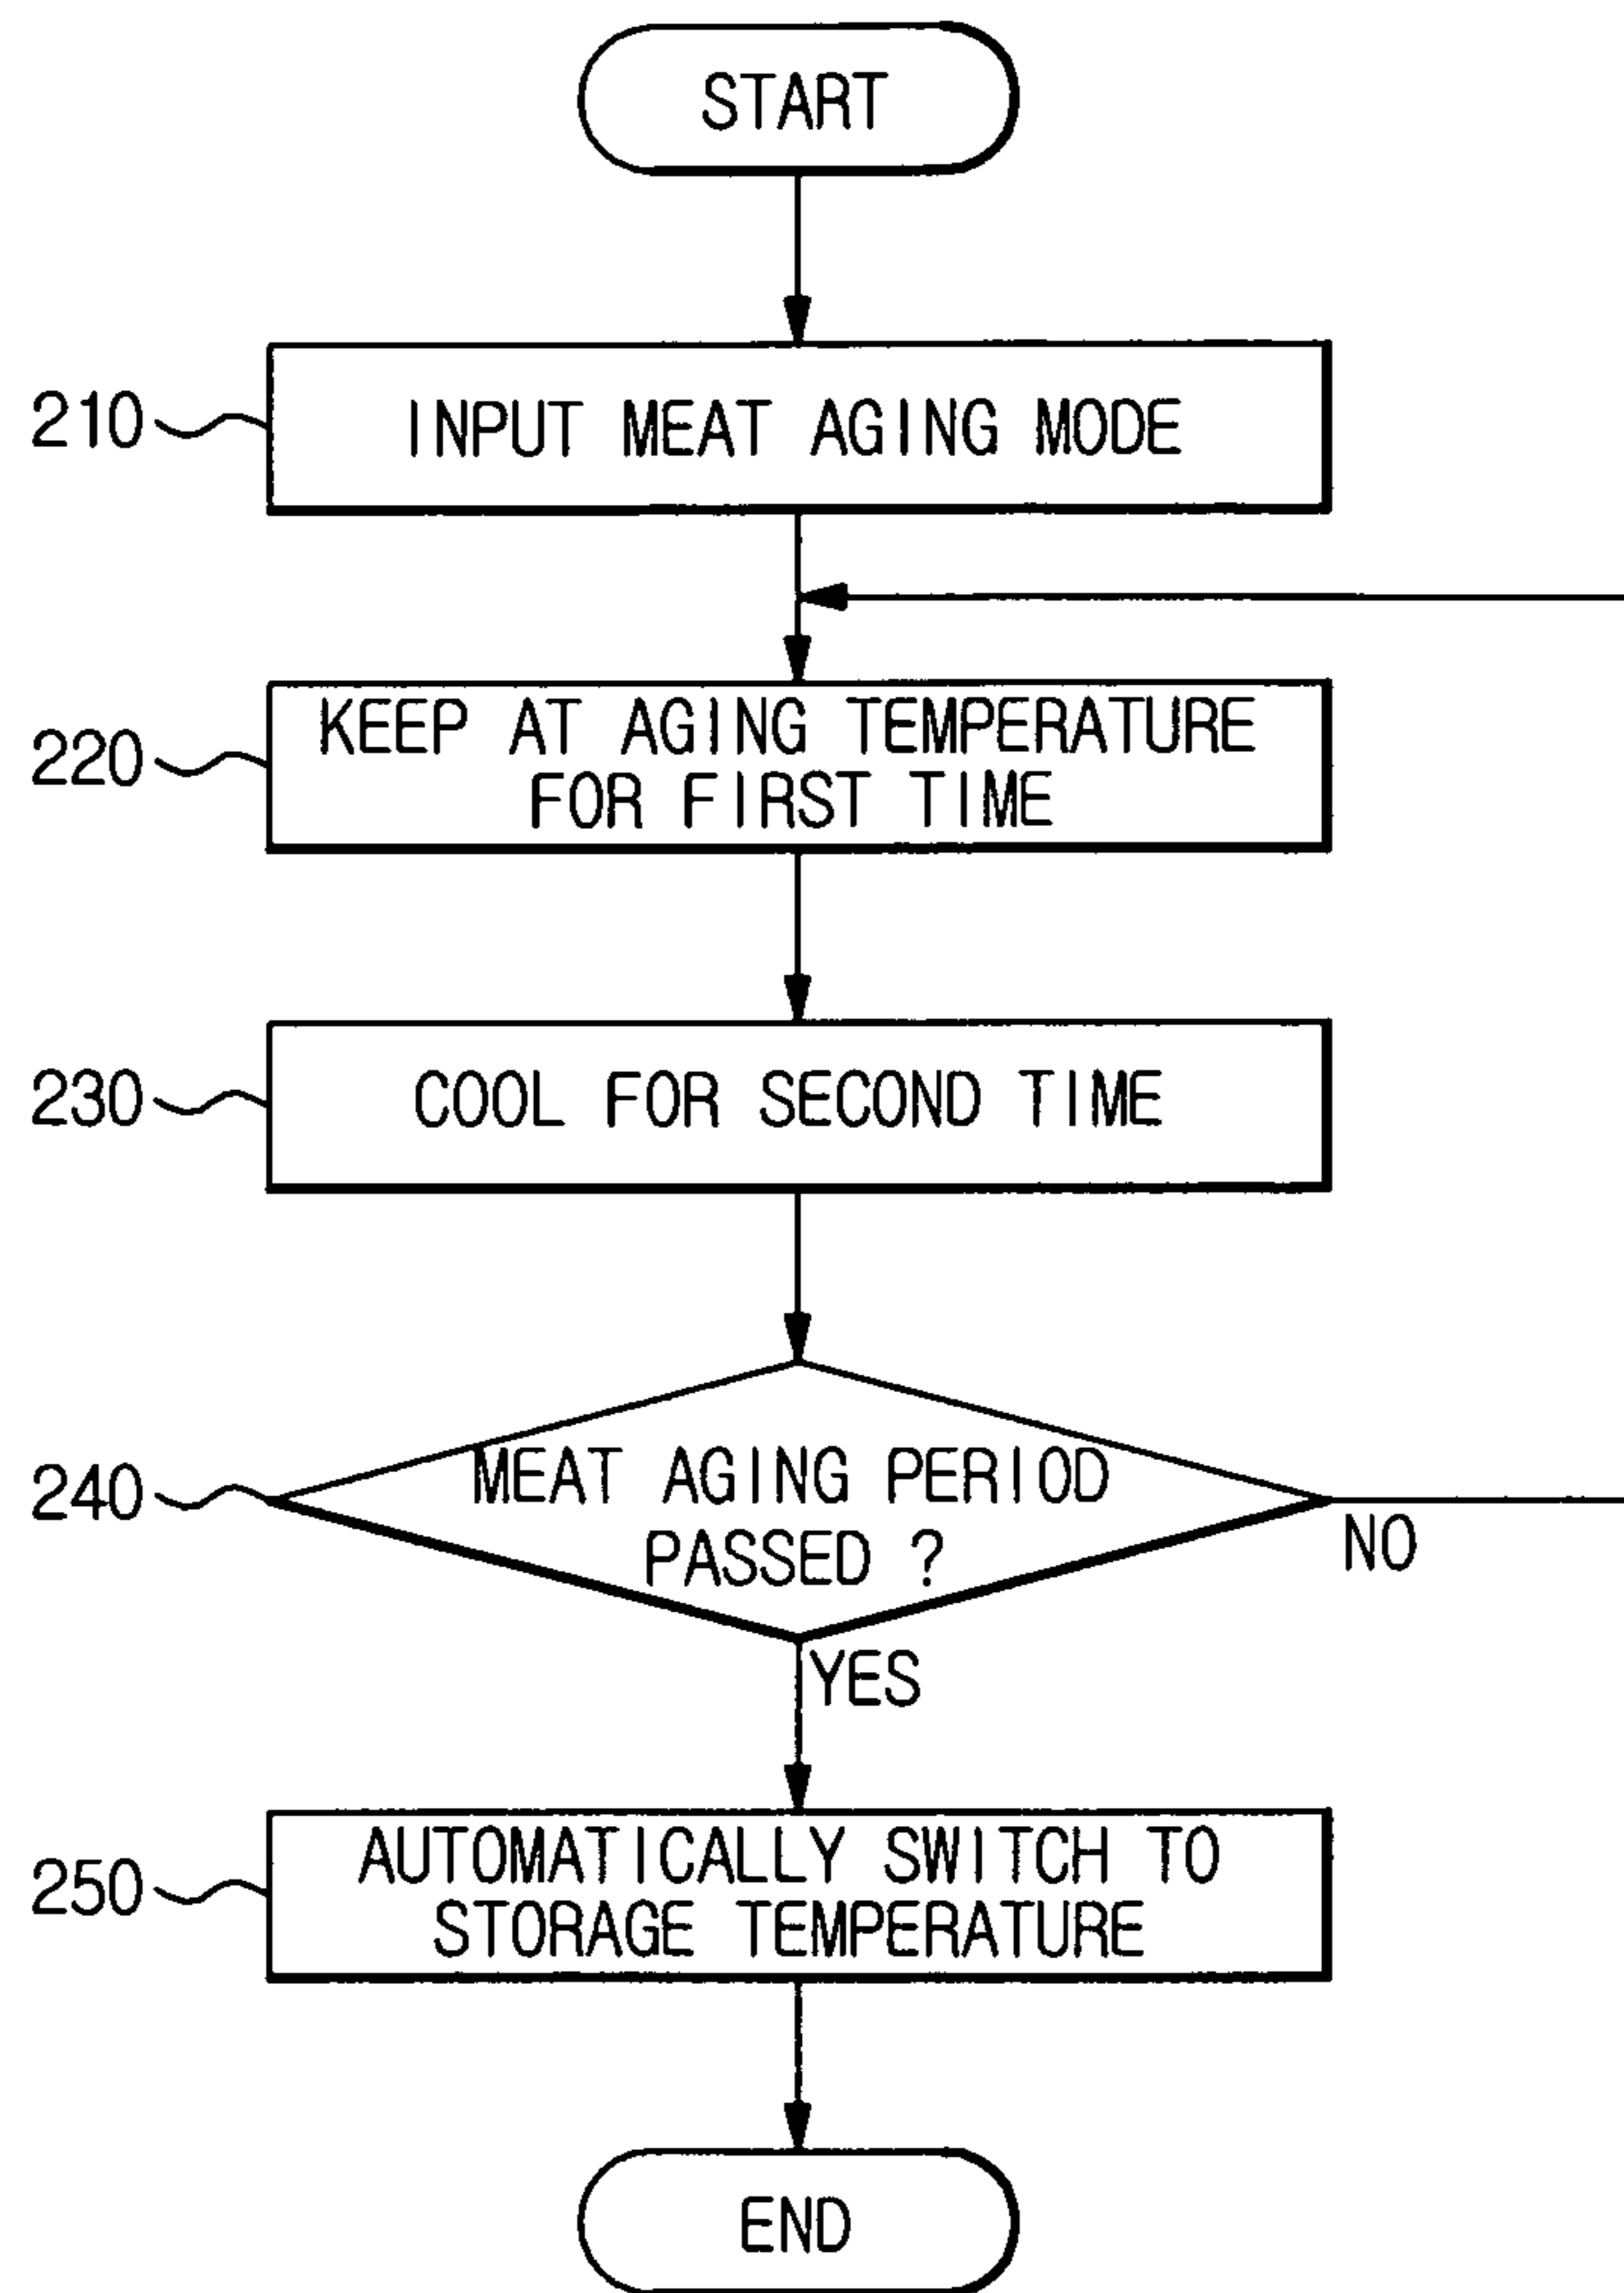 START
210
INPUT MEAT AGING MODE
220
KEEP AT AGING TEMPERATURE
FOR FIRST TIME
230
COOL FOR SECOND TIME
240
MEAT AGING PERIOD
PASSED ?
NO
YES
250
AUTOMATICALLY SWITCH TO
STORAGE TEMPERATURE
END